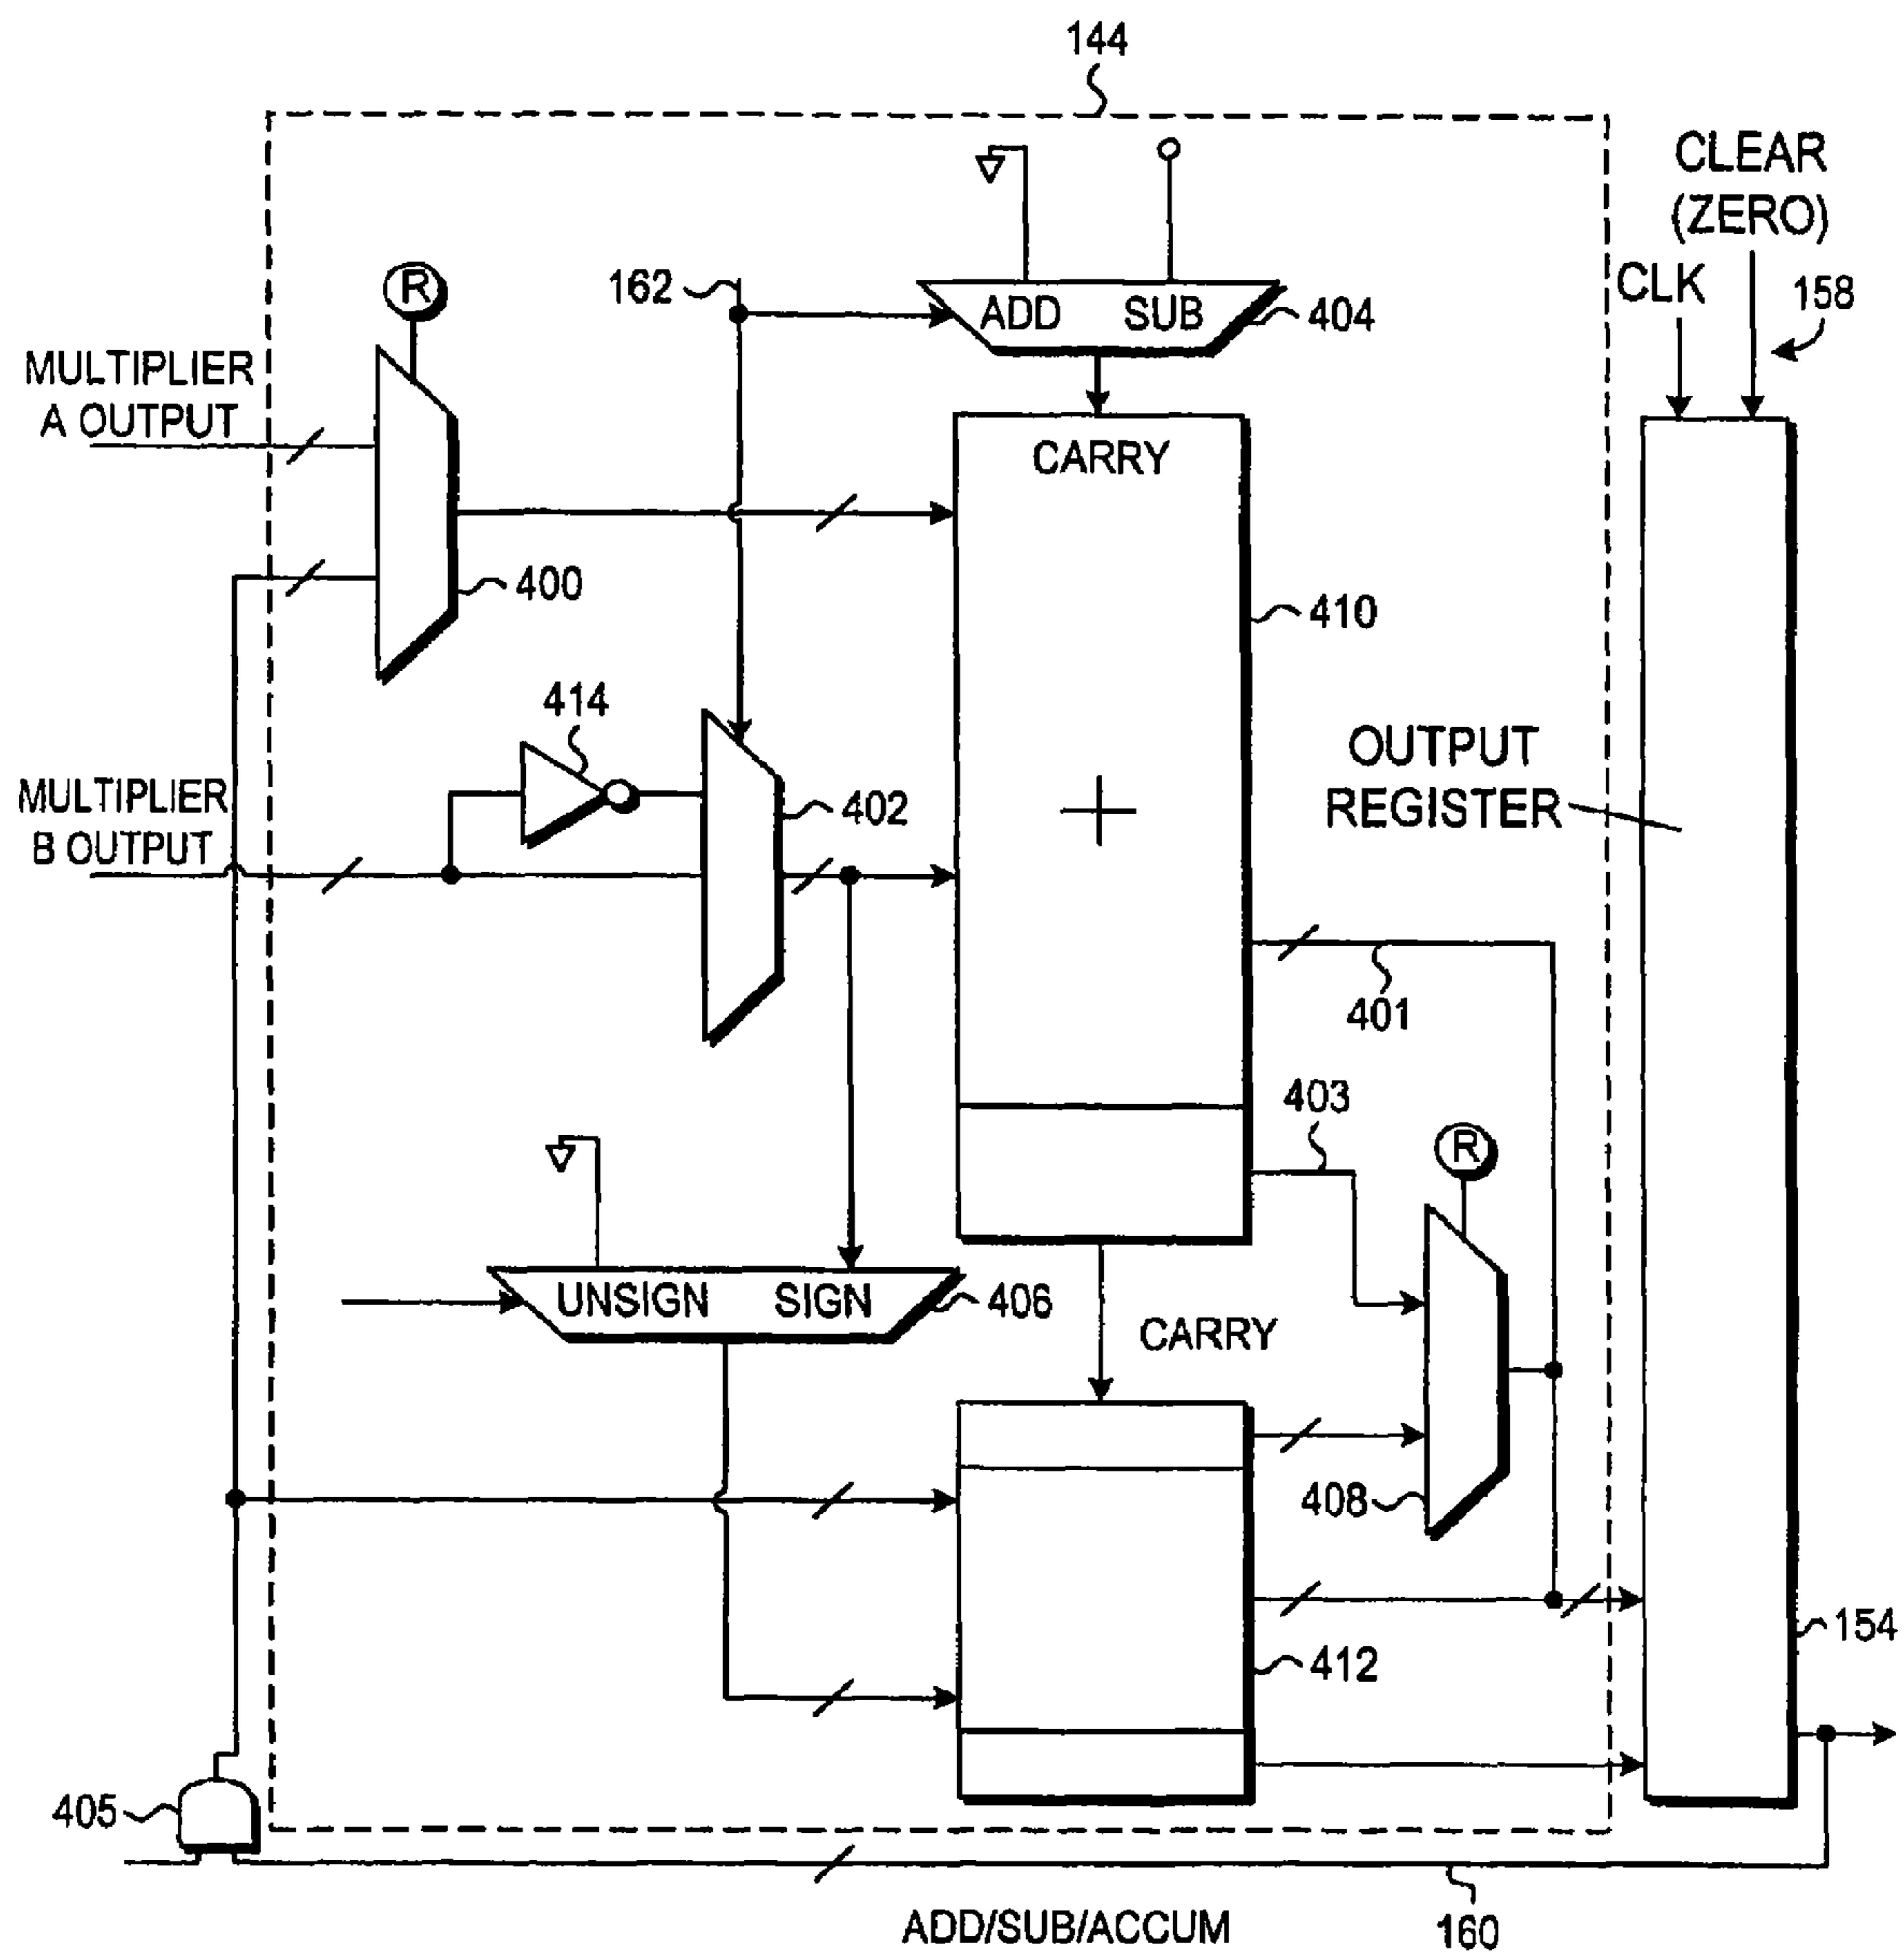 144
CLEAR
(ZERO)
CLK
158
R
162
ADD SUB
404
MULTIPLIER
A OUTPUT
CARRY
400
410
414
OUTPUT
REGISTER
MULTIPLIER
B OUTPUT
402
401
403
R
UNSIGN SIGN
406
CARRY
408
154
412
405
ADD/SUB/ACCUM
160